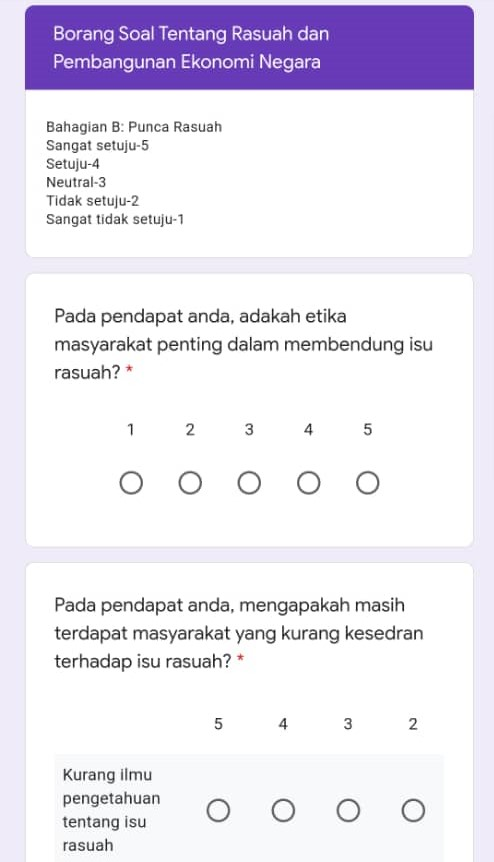 Borang Soal Tentang Rasuah dan
Pembangunan Ekonomi Negara
Bahagian B: Punca Rasuah
Sangat setuju-5
Setuju-4
Neutral-3
Tidak setuju-2
Sangat tidak setuju-1
Pada pendapat anda, adakah etika
masyarakat penting dalam membendung isu
rasuah? *
1 2 3 4 5
Pada pendapat anda, mengapakah masih
terdapat masyarakat yang kurang kesedran
terhadap isu rasuah? *
5 4 3 2
Kurang ilmu
pengetahuan
tentang isu
rasuah